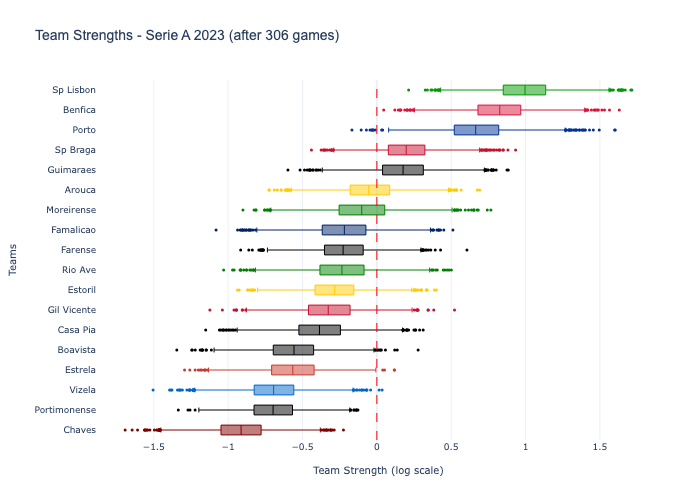 Team Strengths - Serie A 2023 (after 306 games)
Sp Lisbon
Benfica
Porto
Sp Braga
Guimaraes
Arouca
Moreirense
Famalicao
Farense
Rio Ave
Estoril
Gil Vicente
Casa Pia
Boavista
Estrela
Vizela
Portimonense
Chaves
Teams
−1.5 −1 −0.5 0 0.5 1 1.5
Team Strength (log scale)